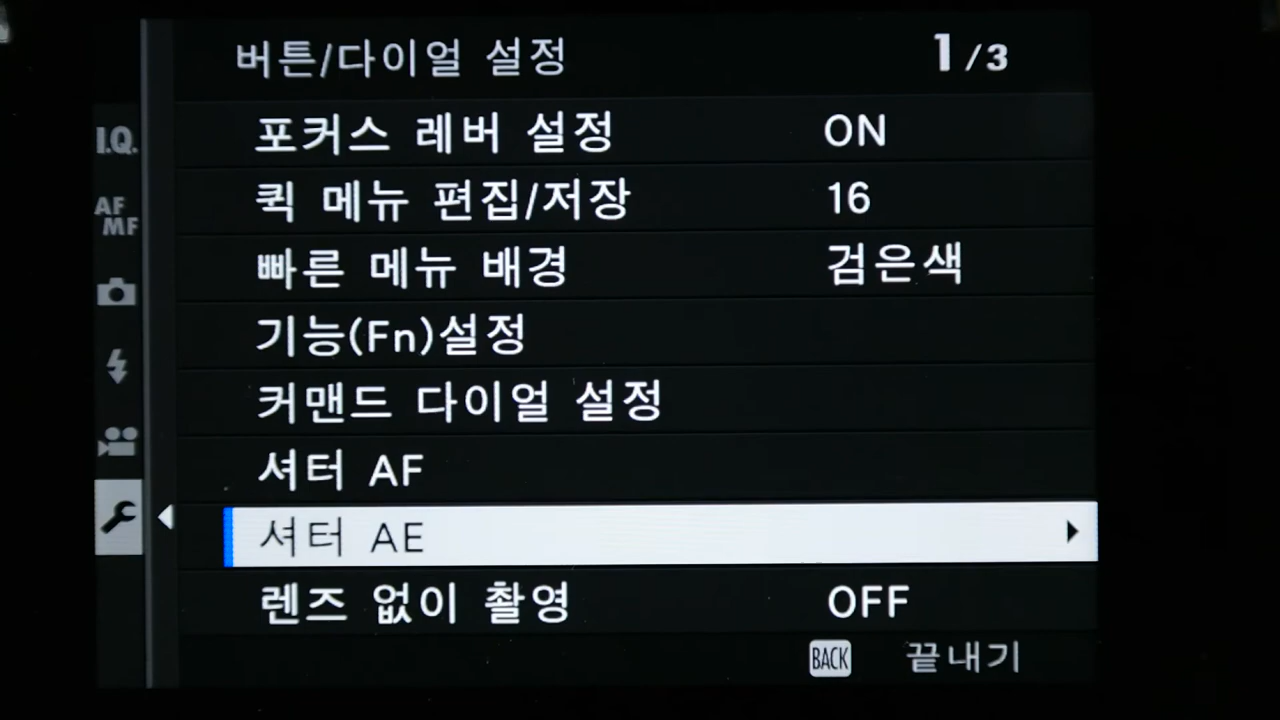 버튼/다이얼 설정 1/3
I.Q. 포커스 레버 설정 ON
AF MF 퀵 메뉴 편집/저장 16
빠른 메뉴 배경 검은색
기능(Fn)설정
커맨드 다이얼 설정
셔터 AF
셔터 AE
렌즈 없이 촬영 OFF
BACK 끝내기